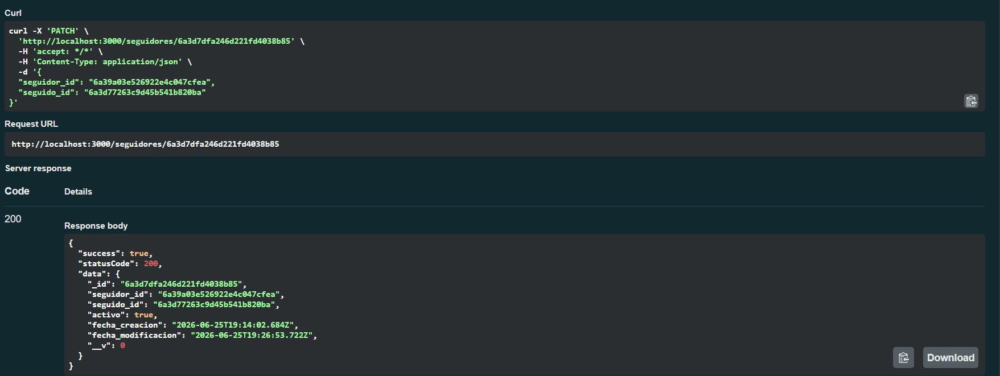 Curl
curl -X 'PATCH' \
  'http://localhost:3000/seguidores/6a3d7dfa246d221fd4038b85' \
  -H 'accept: */*' \
  -H 'Content-Type: application/json' \
  -d '{
  "seguidor_id": "6a39a03e526922e4c047cfea",
  "seguido_id": "6a3d77263c9d45b541b820ba"
}'
Request URL
http://localhost:3000/seguidores/6a3d7dfa246d221fd4038b85
Server response
Code Details
200
Response body
{
  "success": true,
  "statusCode": 200,
  "data": {
    "_id": "6a3d7dfa246d221fd4038b85",
    "seguidor_id": "6a39a03e526922e4c047cfea",
    "seguido_id": "6a3d77263c9d45b541b820ba",
    "activo": true,
    "fecha_creacion": "2026-06-25T19:14:02.684Z",
    "fecha_modificacion": "2026-06-25T19:26:53.722Z",
    "__v": 0
  }
}
Download